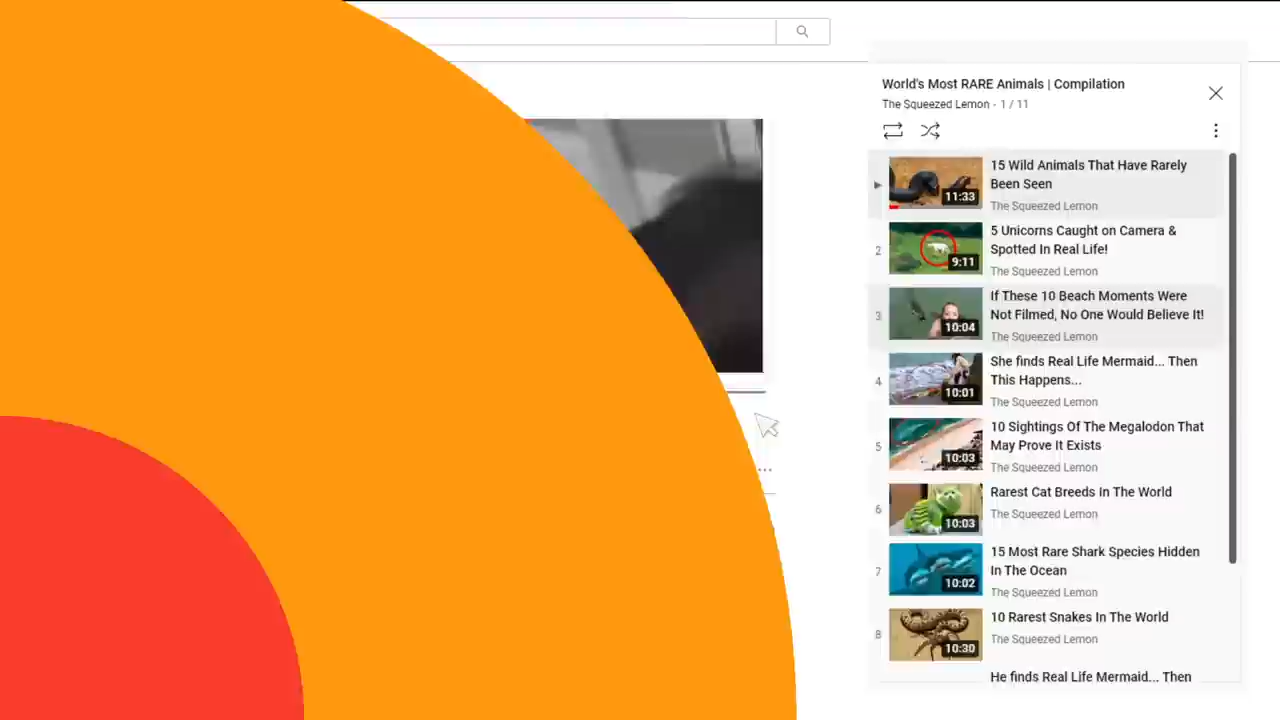 World's Most RARE Animals | Compilation
The Squeezed Lemon - 1 / 11
15 Wild Animals That Have Rarely
Been Seen
11:33
The Squeezed Lemon
5 Unicorns Caught on Camera &
Spotted In Real Life!
2
9:11
The Squeezed Lemon
If These 10 Beach Moments Were
Not Filmed, No One Would Believe It!
3
10:04
The Squeezed Lemon
She finds Real Life Mermaid... Then
This Happens...
4
10:01
The Squeezed Lemon
10 Sightings Of The Megalodon That
May Prove It Exists
5
10:03
The Squeezed Lemon
Rarest Cat Breeds In The World
6
10:03
The Squeezed Lemon
15 Most Rare Shark Species Hidden
In The Ocean
7
10:02
The Squeezed Lemon
10 Rarest Snakes In The World
8
10:30
The Squeezed Lemon
He finds Real Life Mermaid... Then